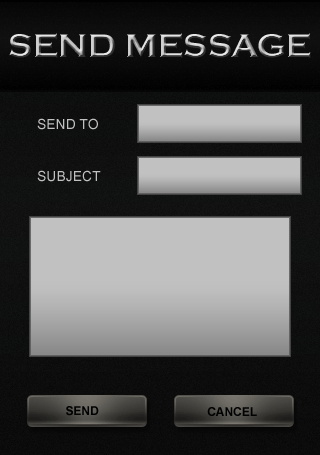 SEND MESSAGE
SEND TO
SUBJECT
SEND CANCEL